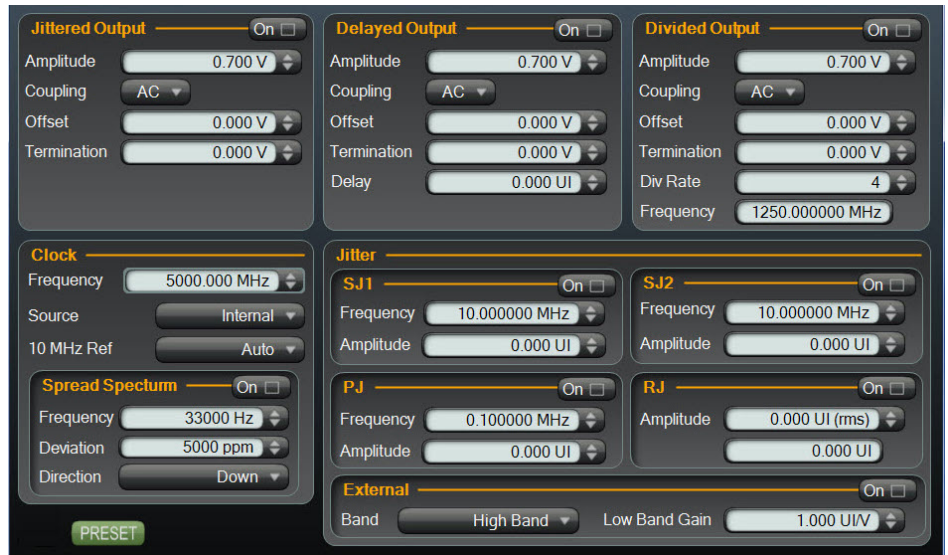 Jittered Output On
Amplitude 0.700 V
Coupling AC
Offset 0.000 V
Termination 0.000 V
Delayed Output On
Amplitude 0.700 V
Coupling AC
Offset 0.000 V
Termination 0.000 V
Delay 0.000 UI
Divided Output On
Amplitude 0.700 V
Coupling AC
Offset 0.000 V
Termination 0.000 V
Div Rate 4
Frequency 1250.000000 MHz
Clock
Frequency 5000.000 MHz
Source Internal
10 MHz Ref Auto
Spread Specturm On
Frequency 33000 Hz
Deviation 5000 ppm
Direction Down
PRESET
Jitter
SJ1 On
Frequency 10.000000 MHz
Amplitude 0.000 UI
SJ2 On
Frequency 10.000000 MHz
Amplitude 0.000 UI
PJ On
Frequency 0.100000 MHz
Amplitude 0.000 UI
RJ On
Amplitude 0.000 UI (rms)
0.000 UI
External On
Band High Band Low Band Gain 1.000 UI/V